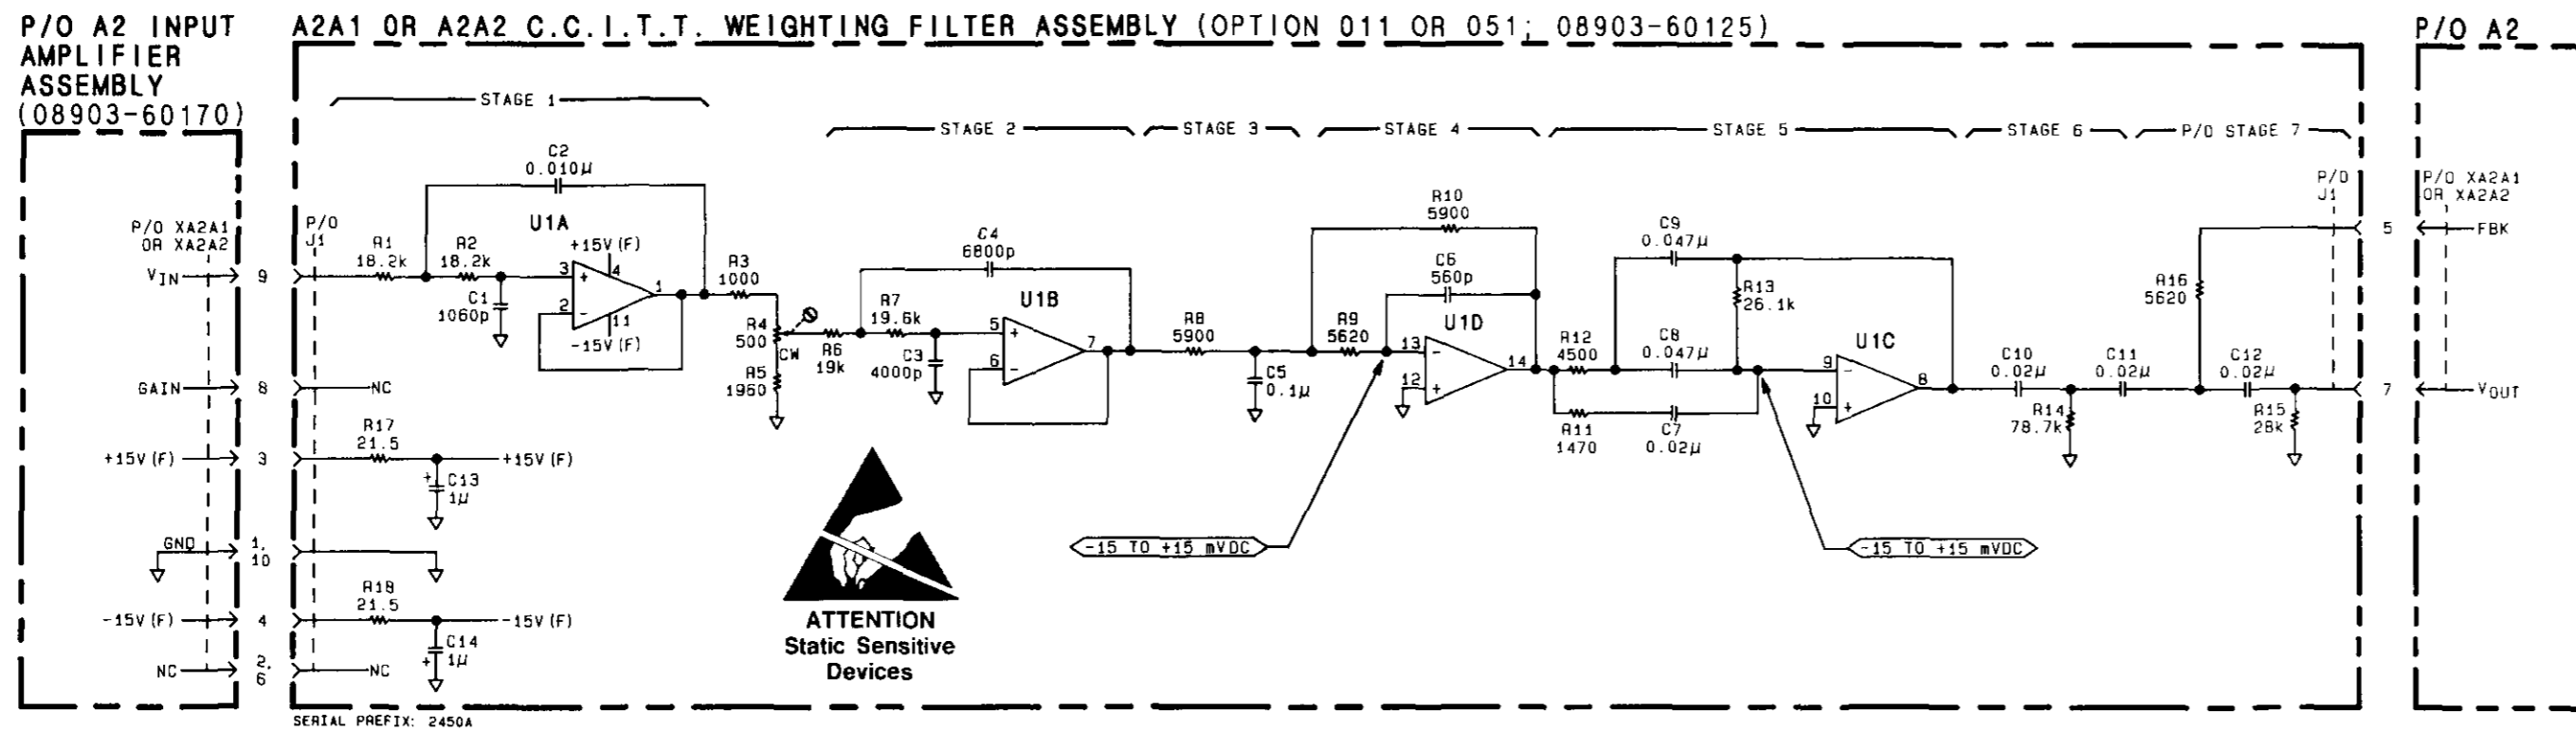 P/O A2 INPUT
AMPLIFIER
ASSEMBLY
(08903-60170)
A2A1 OR A2A2 C.C.I.T.T. WEIGHTING FILTER ASSEMBLY (OPTION 011 OR 051; 08903-60125)
P/O A2
STAGE 1
STAGE 2
STAGE 3
STAGE 4
STAGE 5
STAGE 6
P/O STAGE 7
P/O XA2A1
OR XA2A2
P/O
J1
VIN
9
R1
18.2k
R2
18.2k
C1
1060p
C2
0.010µ
U1A
+15V(F)
3
+
4
2
-
11
-15V(F)
1
R3
1000
R4
500
CW
R5
1960
R6
19k
R7
19.6k
C4
6800p
C3
4000p
U1B
5
+
6
-
7
R8
5900
C5
0.1µ
R9
5620
R10
5900
C6
560p
U1D
13
-
12
+
14
R12
4500
R11
1470
C9
0.047µ
C8
0.047µ
C7
0.02µ
R13
26.1k
U1C
9
-
10
+
8
C10
0.02µ
R14
78.7k
C11
0.02µ
R16
5620
C12
0.02µ
R15
28k
P/O
J1
5
7
P/O XA2A1
OR XA2A2
FBK
VOUT
GAIN
8
NC
+15V(F)
3
R17
21.5
+15V(F)
+
C13
1µ
GND
1,
10
-15V(F)
4
R18
21.5
-15V(F)
C14
+
1µ
NC
2,
6
NC
-15 TO +15 mVDC
-15 TO +15 mVDC
ATTENTION
Static Sensitive
Devices
SERIAL PREFIX: 2450A